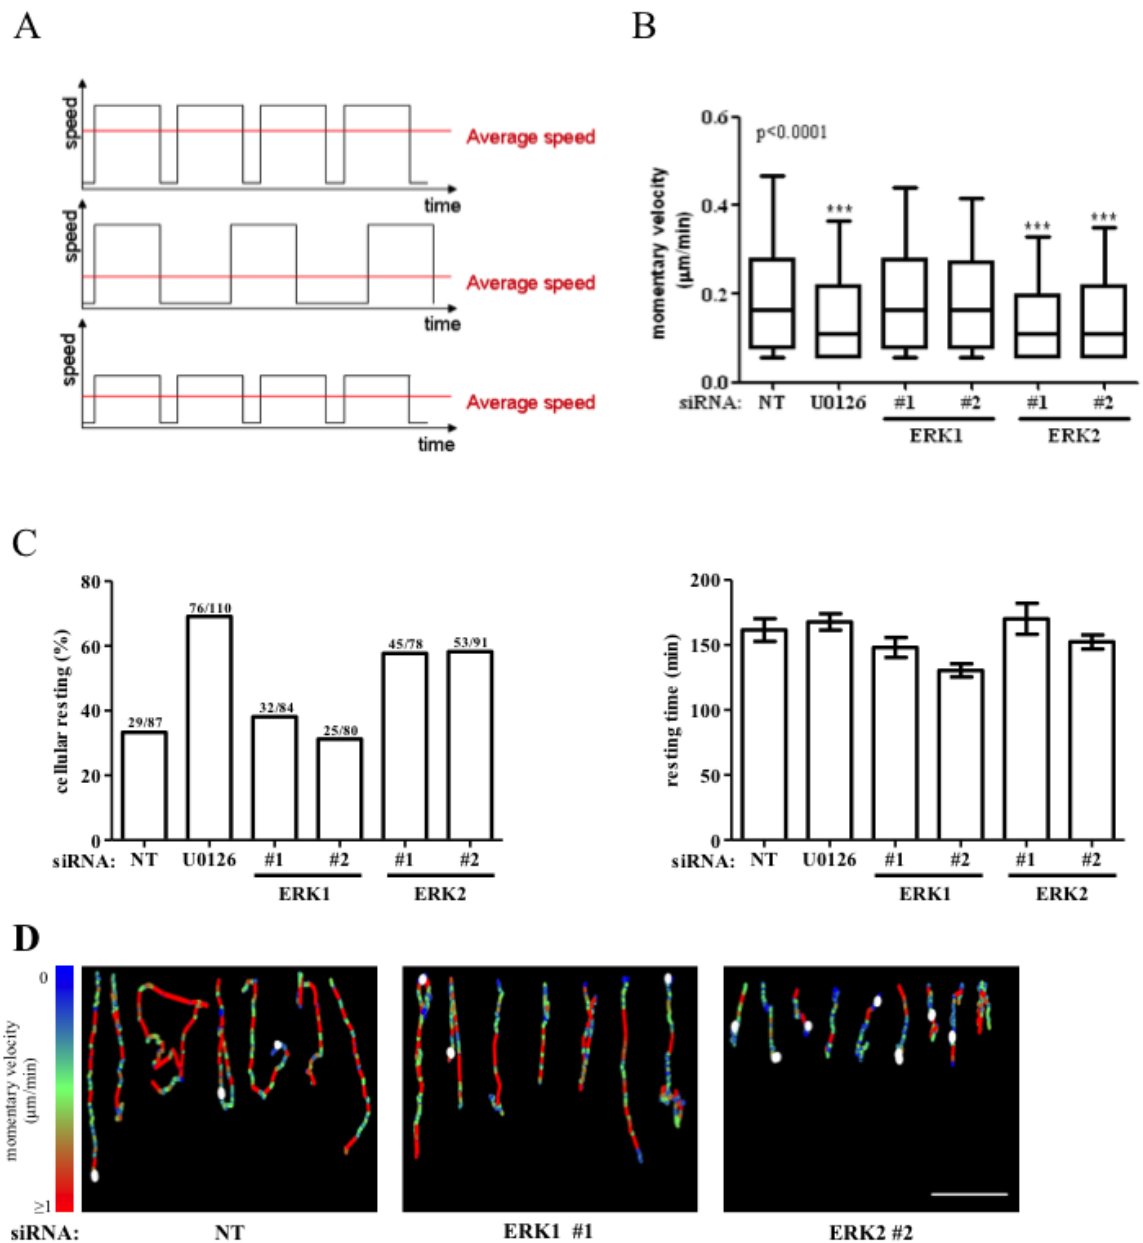 A
speed
Average speed
time
speed
Average speed
time
speed
Average speed
time
B
momentary velocity
(µm/min)
0.6
0.4
0.2
0.0
p<0.0001
***
***
***
siRNA: NT U0126 #1 #2 #1 #2
ERK1 ERK2
C
cellular resting (%)
80
60
40
20
0
29/87
76/110
32/84
25/80
45/78
53/91
siRNA: NT U0126 #1 #2 #1 #2
ERK1 ERK2
resting time (min)
200
150
100
50
0
siRNA: NT U0126 #1 #2 #1 #2
ERK1 ERK2
D
momentary velocity
(µm/min)
0
≥1
siRNA: NT ERK1 #1 ERK2 #2